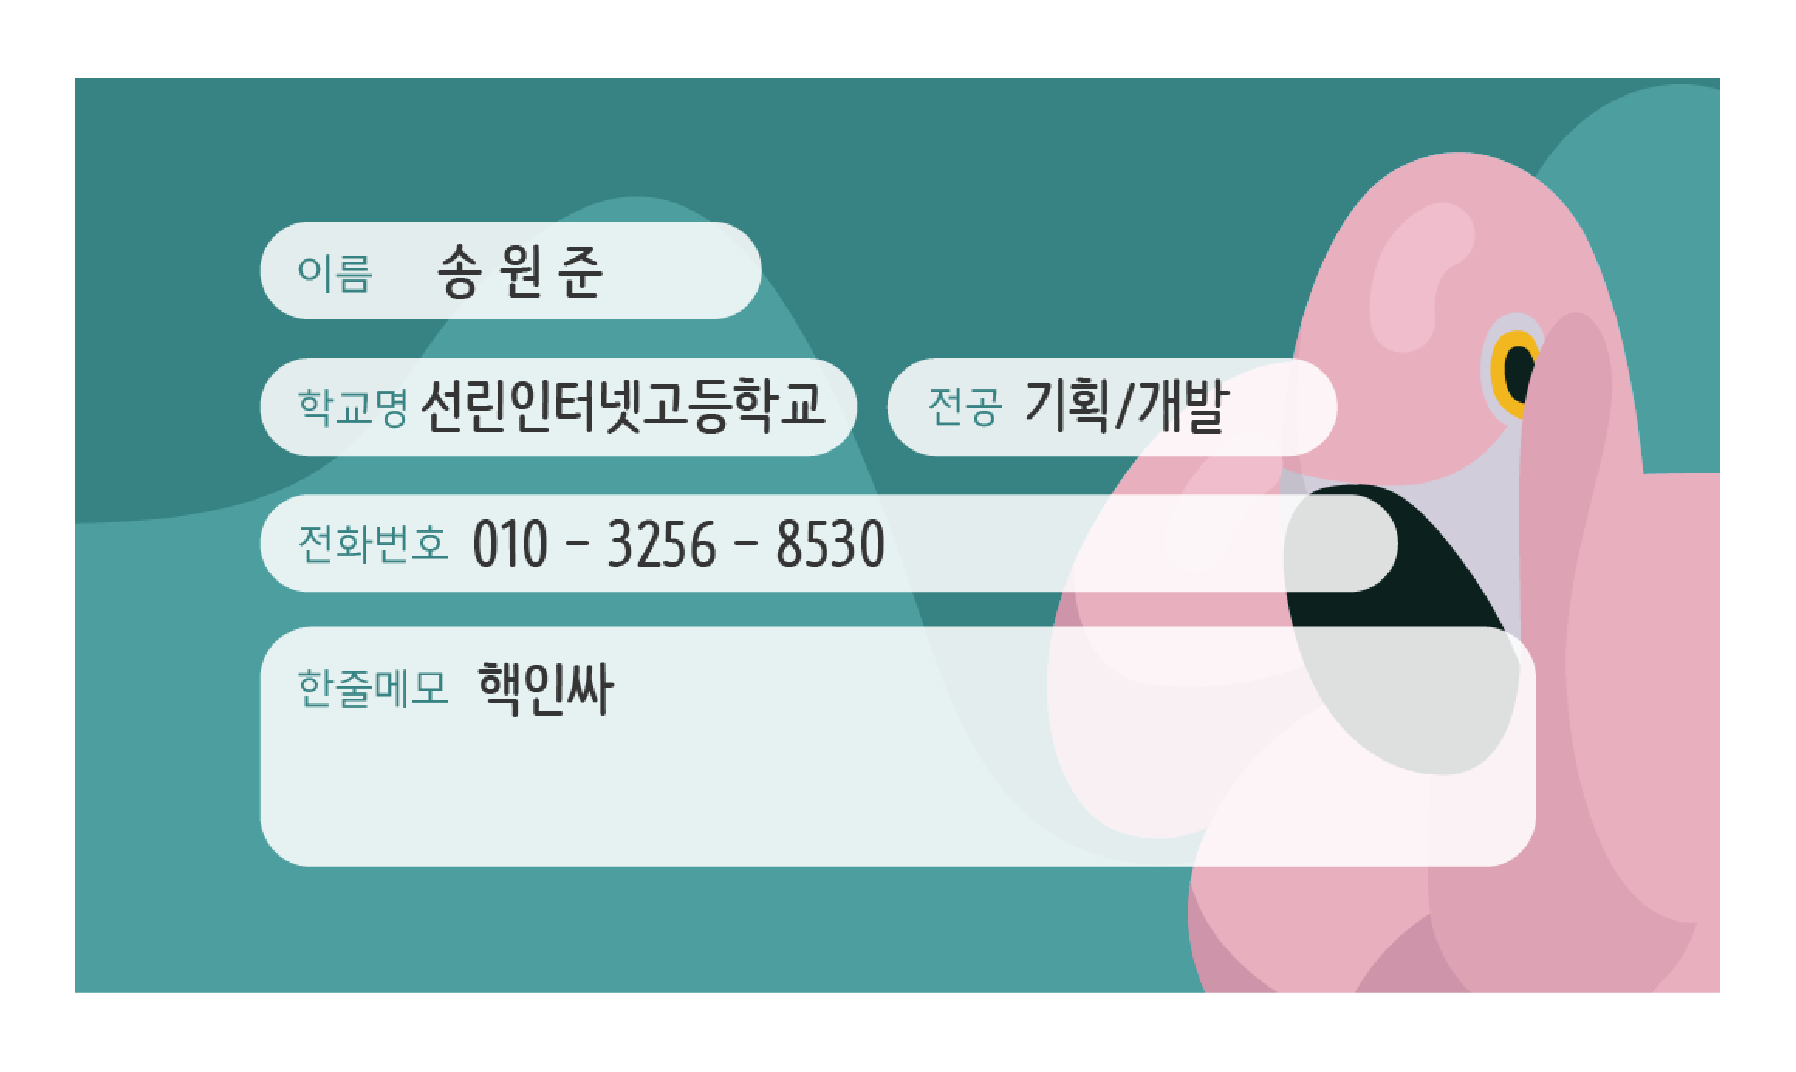 이름 송 원 준
학교명 선린인터넷고등학교 전공 기획/개발
전화번호 010 - 3256 - 8530
한줄메모 핵인싸